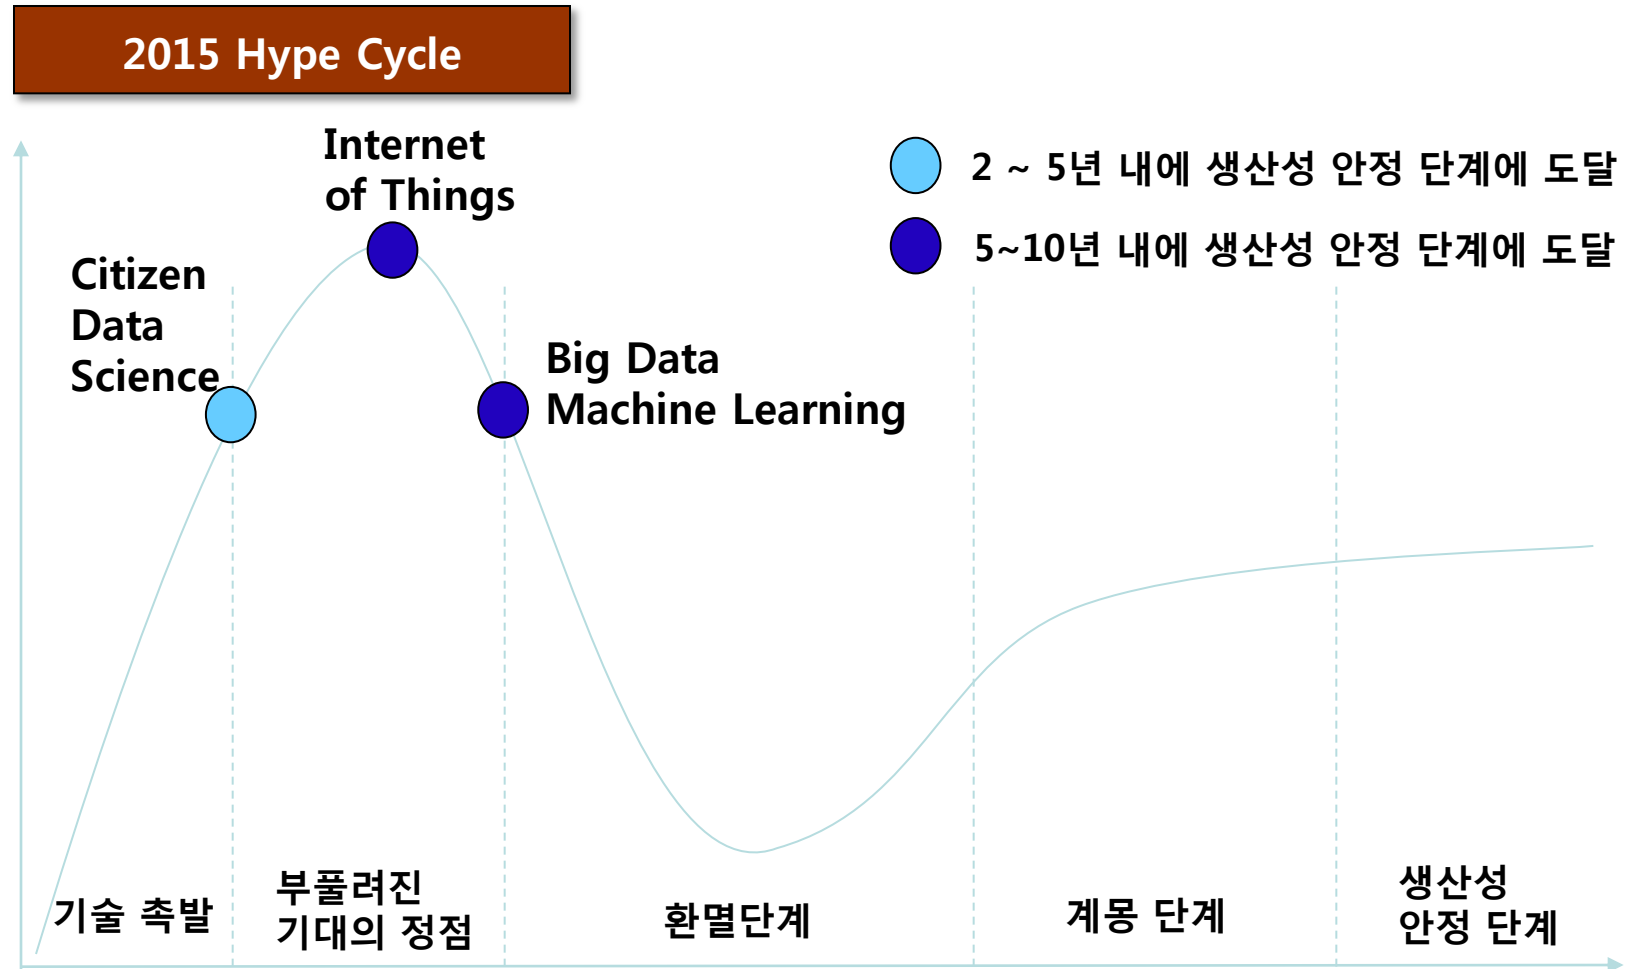 2015 Hype Cycle
Internet
of Things
2 ~ 5년 내에 생산성 안정 단계에 도달
5~10년 내에 생산성 안정 단계에 도달
Citizen
Data
Science
Big Data
Machine Learning
기술 촉발
부풀려진
기대의 정점
환멸단계
계몽 단계
생산성
안정 단계